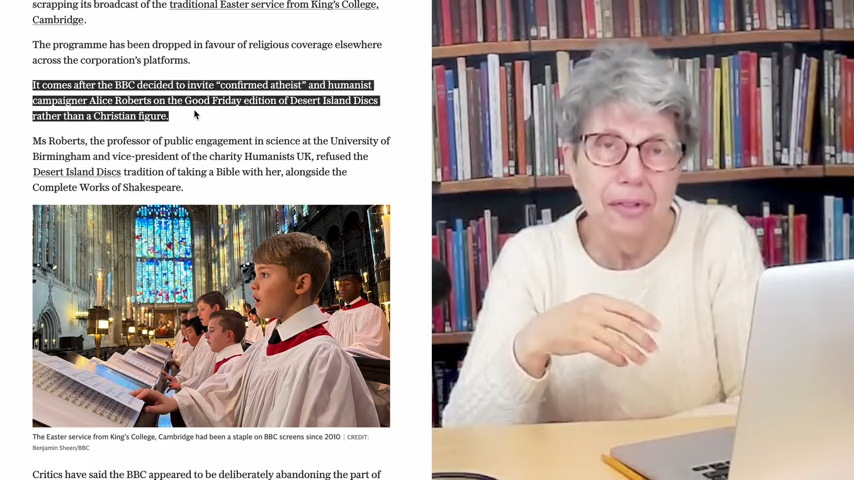 scrapping its broadcast of the traditional Easter service from King's College,
Cambridge.
The programme has been dropped in favour of religious coverage elsewhere
across the corporation's platforms.
It comes after the BBC decided to invite “confirmed atheist” and humanist
campaigner Alice Roberts on the Good Friday edition of Desert Island Discs
rather than a Christian figure.
Ms Roberts, the professor of public engagement in science at the University of
Birmingham and vice-president of the charity Humanists UK, refused the
Desert Island Discs tradition of taking a Bible with her, alongside the
Complete Works of Shakespeare.
The Easter service from King's College, Cambridge had been a staple on BBC screens since 2010 | CREDIT:
Benjamin Sheen/BBC
Critics have said the BBC appeared to be deliberately abandoning the part of